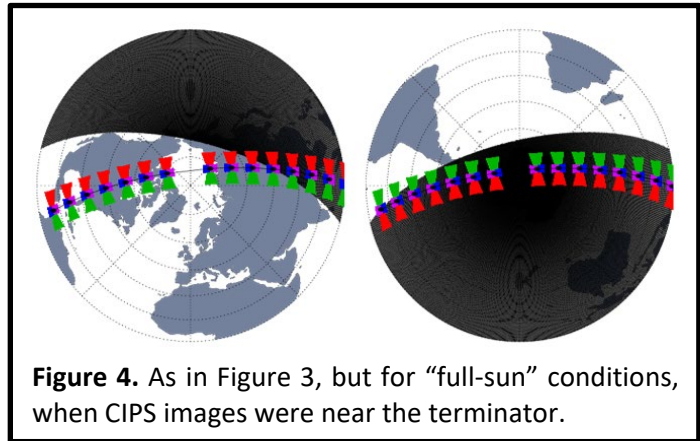 Figure 4. As in Figure 3, but for “full-sun” conditions,
when CIPS images were near the terminator.